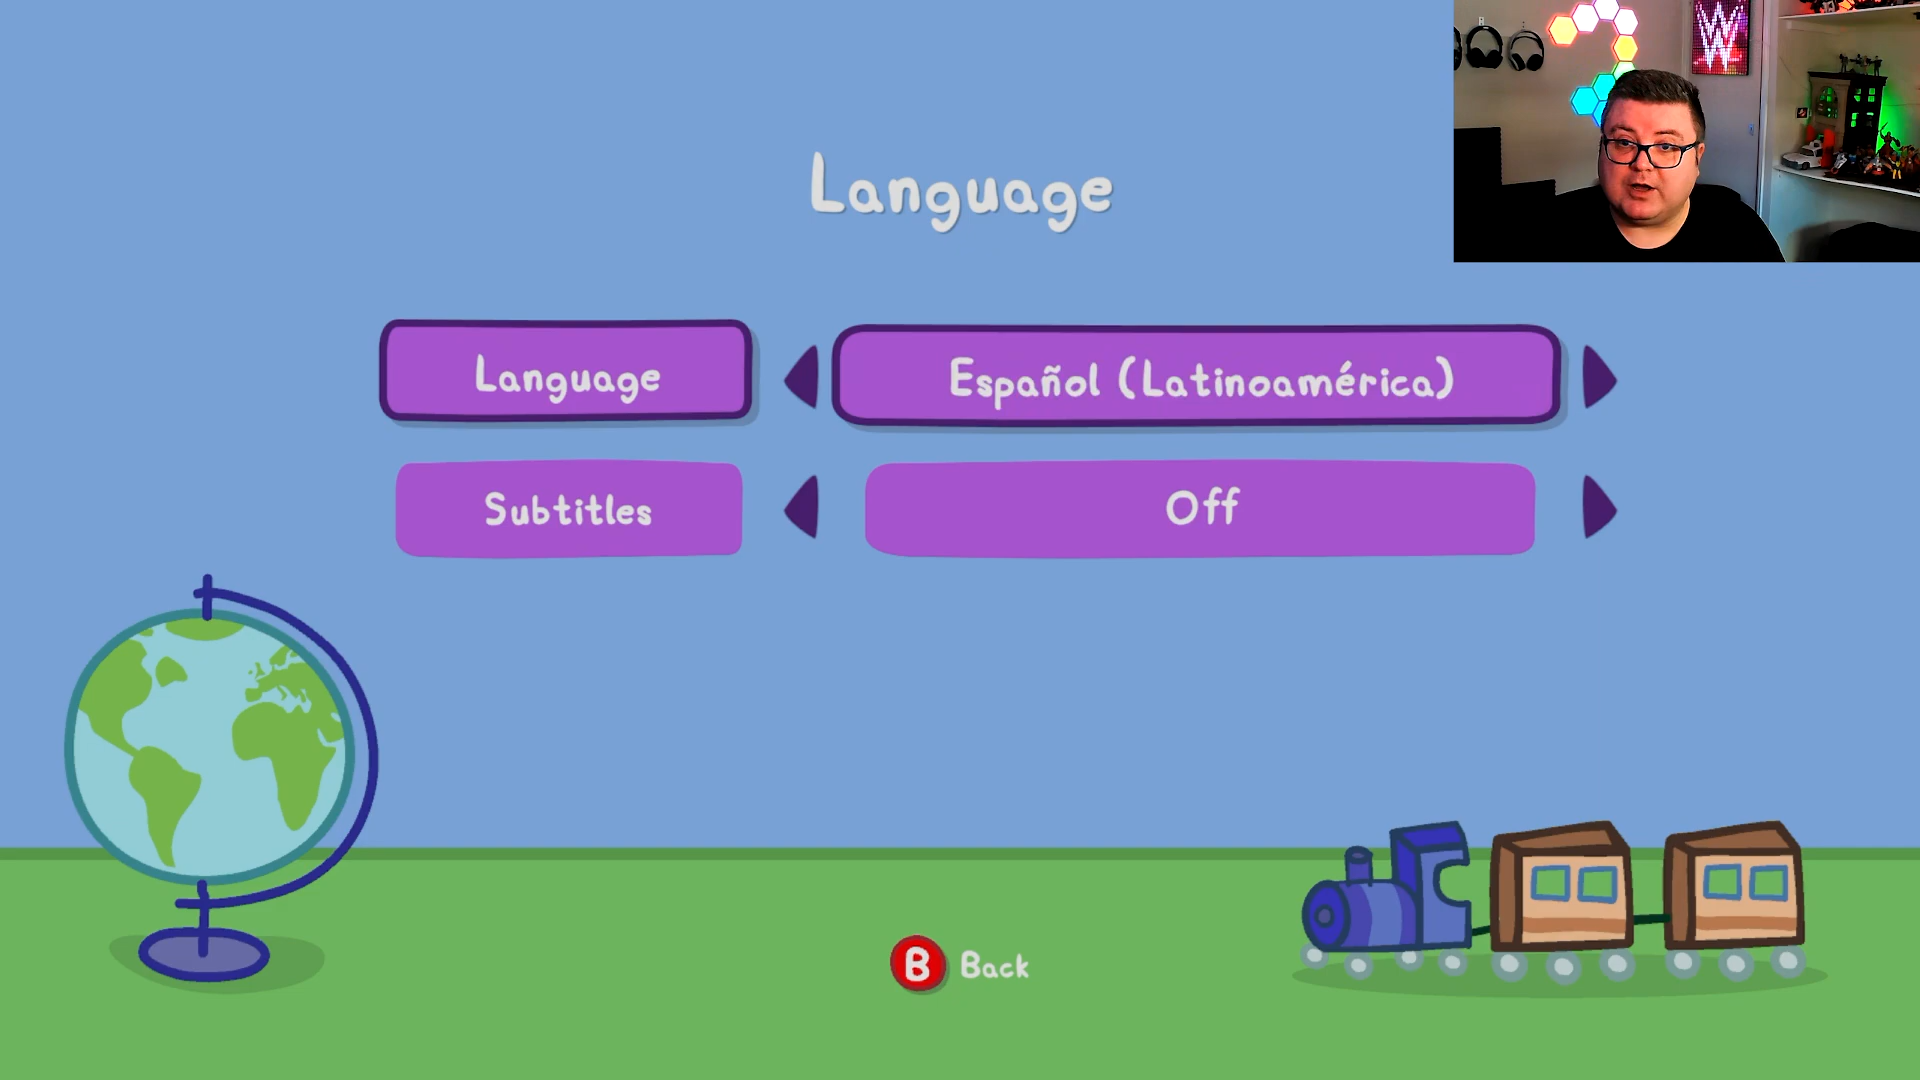 Language
Language
Español (Latinoamérica)
Subtitles
Off
B Back
W